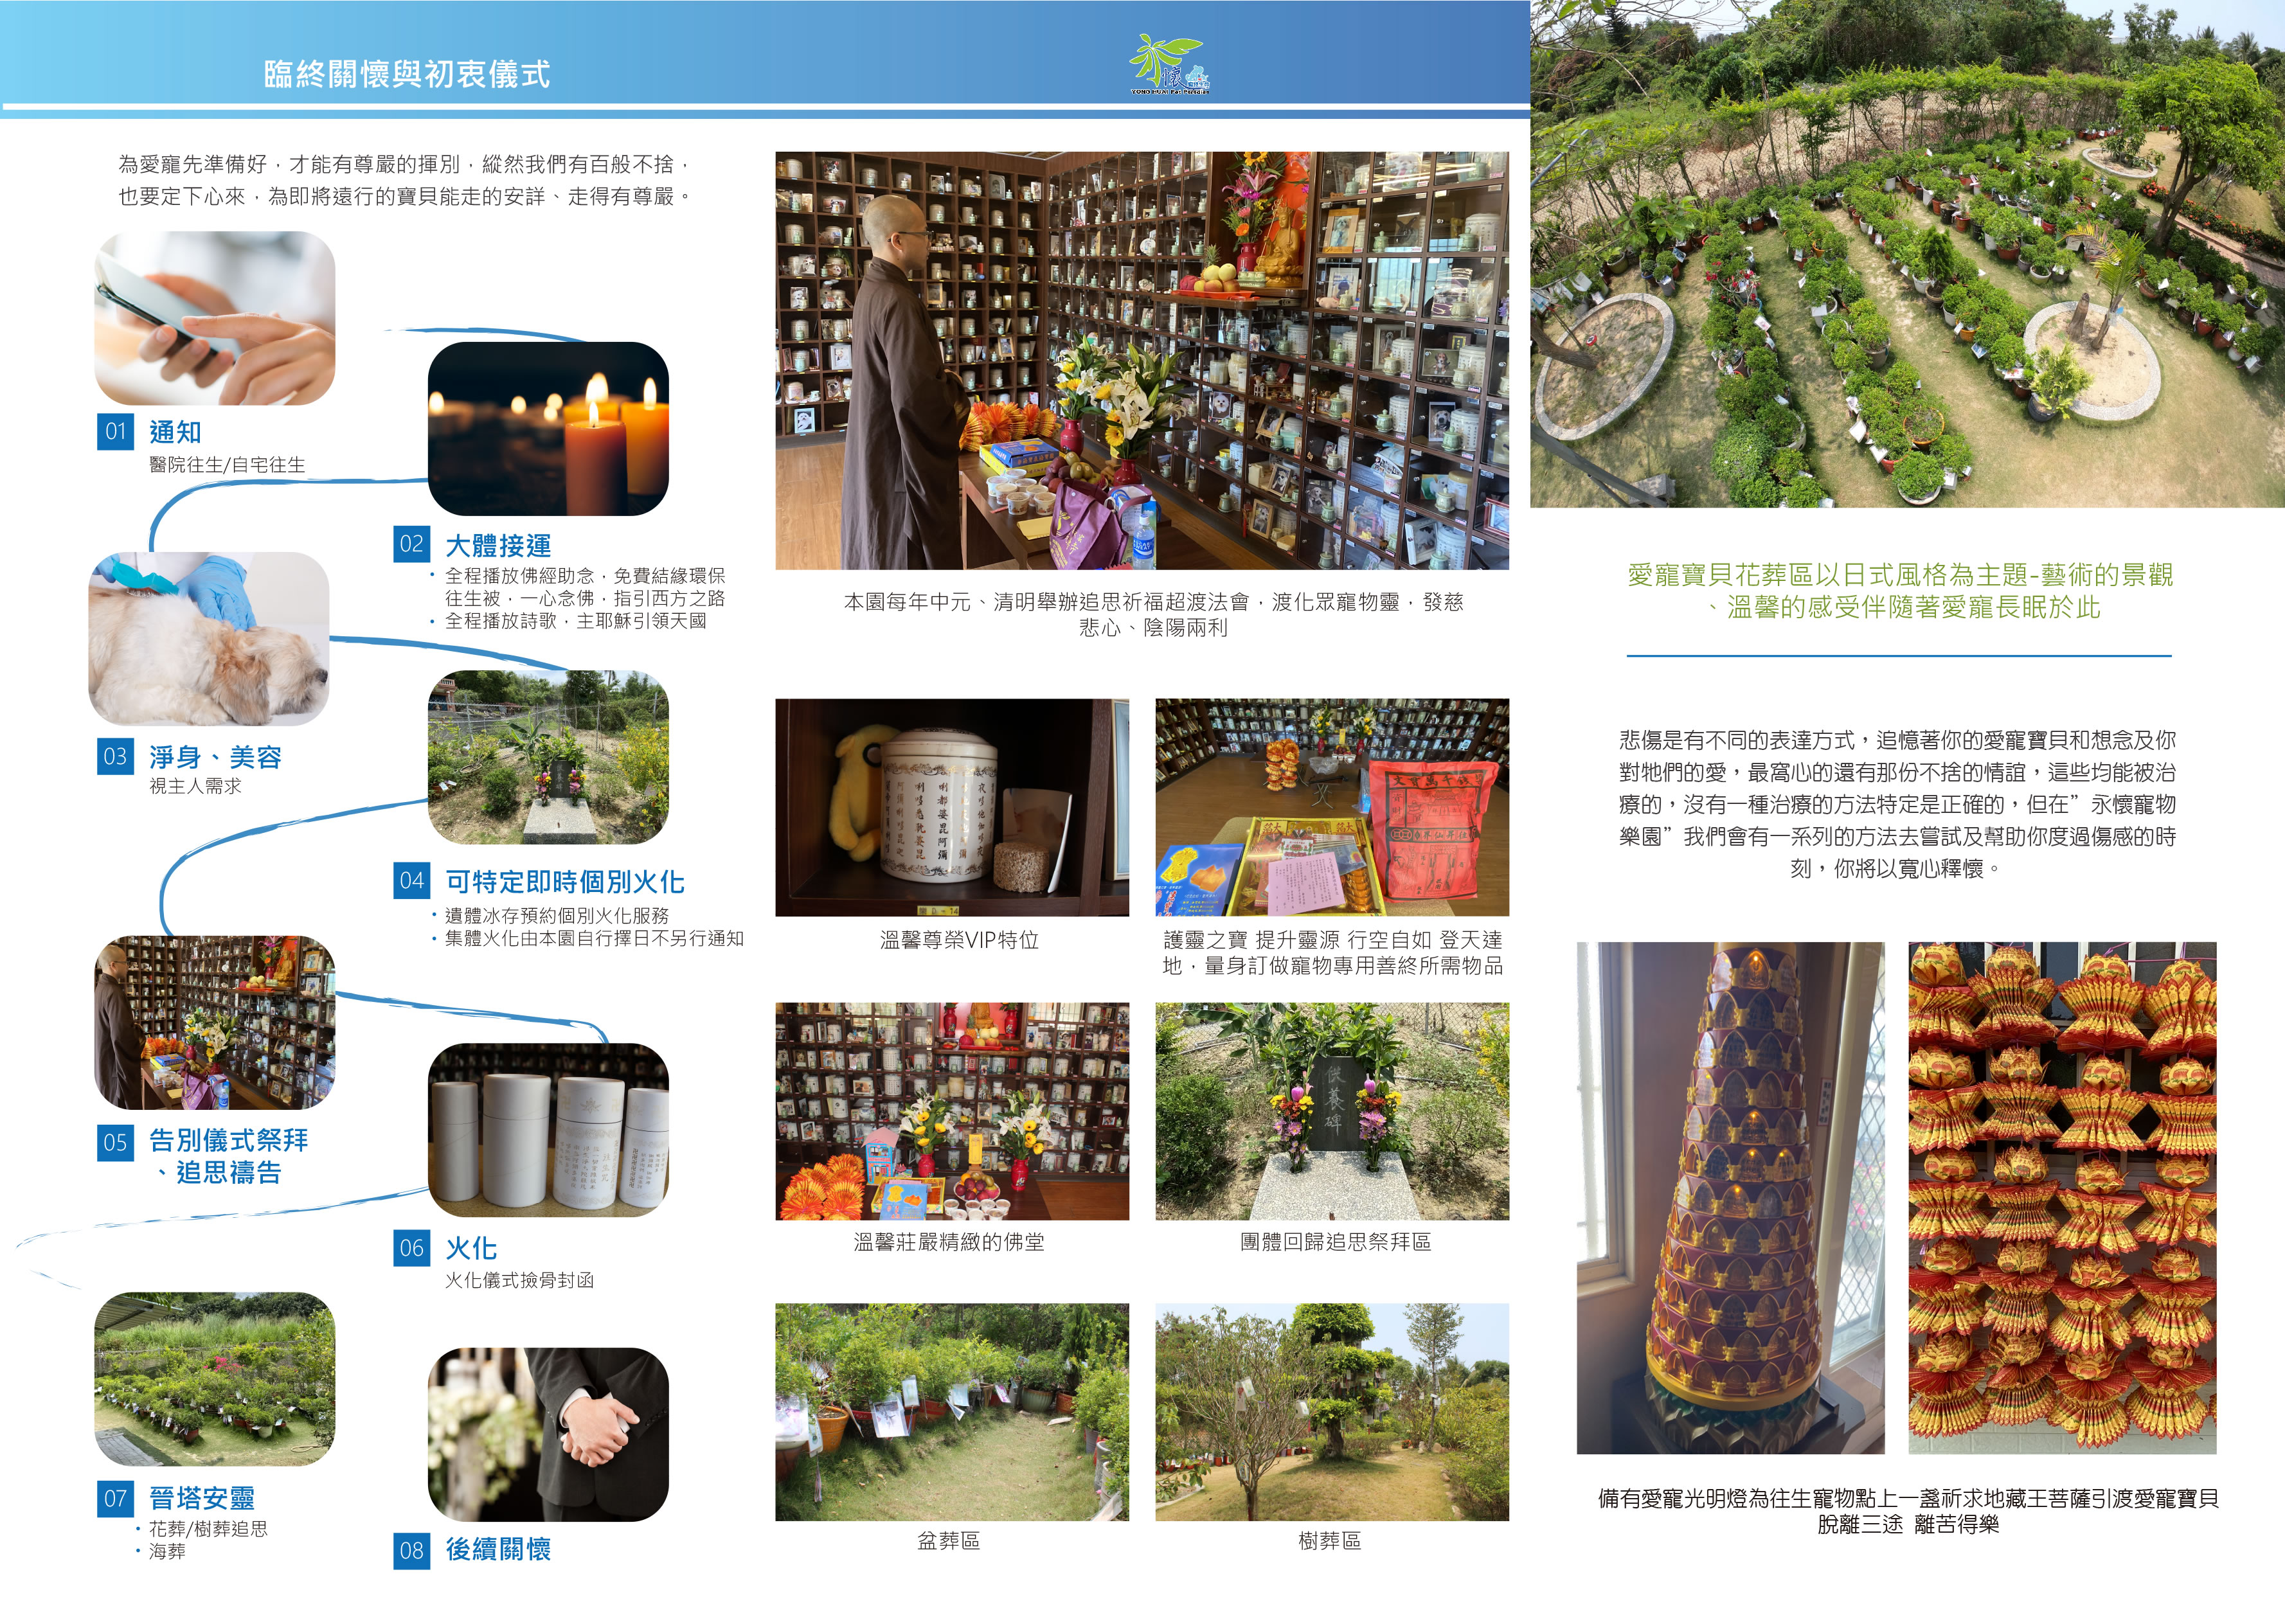 臨終關懷與初衷儀式
懷
YONG HUAI Pet Paradise
為愛寵先準備好，才能有尊嚴的揮別，縱然我們有百般不捨，
也要定下心來，為即將遠行的寶貝能走的安詳、走得有尊嚴。
01 通知
醫院往生/自宅往生
02 大體接運
・全程播放佛經助念，免費結緣環保
往生被，一心念佛，指引西方之路
・全程播放詩歌，主耶穌引領天國
03 淨身、美容
視主人需求
04 可特定即時個別火化
・遺體冰存預約個別火化服務
・集體火化由本園自行擇日不另行通知
05 告別儀式祭拜
、追思禱告
06 火化
火化儀式撿骨封函
07 晉塔安靈
・花葬/樹葬追思
・海葬
08 後續關懷
本園每年中元、清明舉辦追思祈福超渡法會，渡化眾寵物靈，發慈
悲心、陰陽兩利
溫馨尊榮VIP特位
護靈之寶 提升靈源 行空自如 登天達
地，量身訂做寵物專用善終所需物品
溫馨莊嚴精緻的佛堂
供養碑
團體回歸追思祭拜區
盆葬區
樹葬區
愛寵寶貝花葬區以日式風格為主題-藝術的景觀
、溫馨的感受伴隨著愛寵長眠於此
悲傷是有不同的表達方式，追憶著你的愛寵寶貝和想念及你
對牠們的愛，最窩心的還有那份不捨的情誼，這些均能被治
療的，沒有一種治療的方法特定是正確的，但在”永懷寵物
樂園”我們會有一系列的方法去嘗試及幫助你度過傷感的時
刻，你將以寬心釋懷。
備有愛寵光明燈為往生寵物點上一盞祈求地藏王菩薩引渡愛寵寶貝
脫離三途 離苦得樂